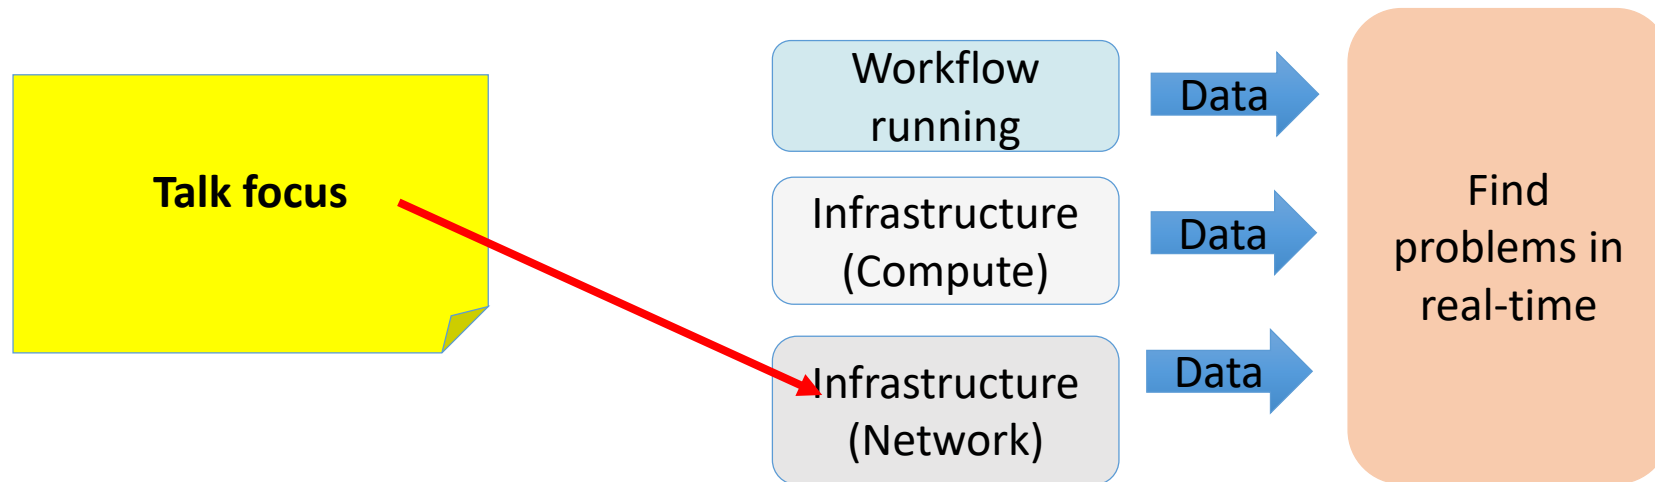 Talk focus
Workflow
running
Data
Infrastructure
(Compute)
Data
Infrastructure
(Network)
Data
Find
problems in
real-time